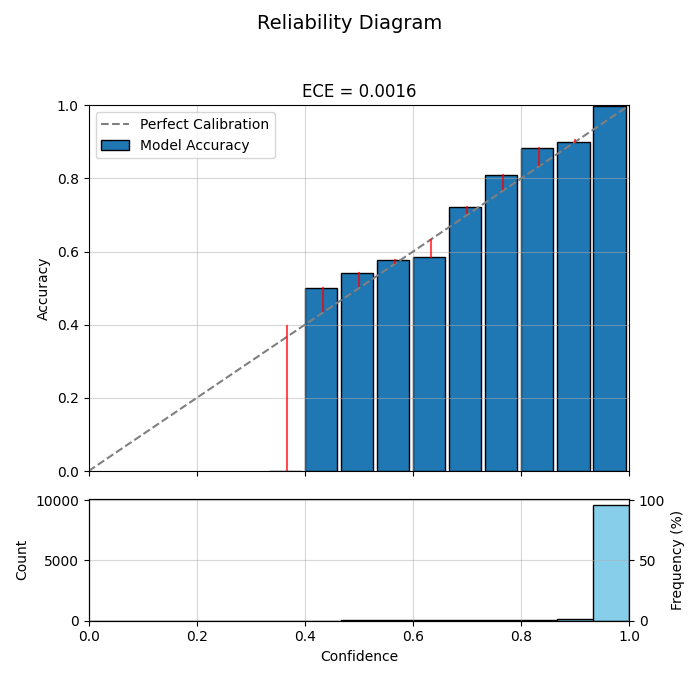 Reliability Diagram
ECE = 0.0016
Perfect Calibration
Model Accuracy
Accuracy
1.0
0.8
0.6
0.4
0.2
0.0
Count
10000
5000
0
100
50
0
Frequency (%)
0.0 0.2 0.4 0.6 0.8 1.0
Confidence